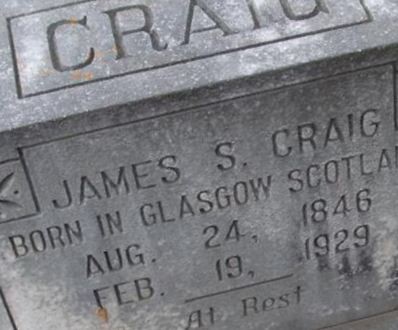 CRAIG
JAMES S. CRAIG
BORN IN GLASGOW SCOTLA
AUG. 24, 1846
FEB. 19, 1929
At Rest